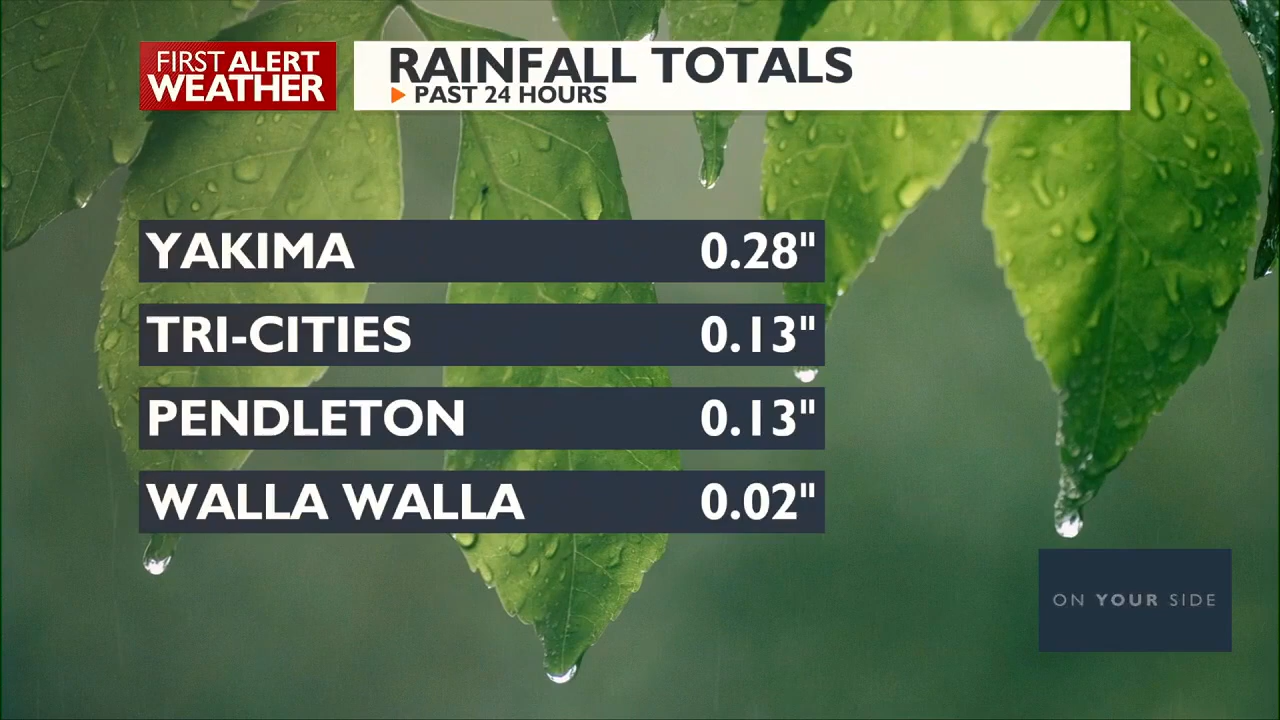 FIRST ALERT
WEATHER
RAINFALL TOTALS
PAST 24 HOURS
YAKIMA 0.28"
TRI-CITIES 0.13"
PENDLETON 0.13"
WALLA WALLA 0.02"
ON YOUR SIDE